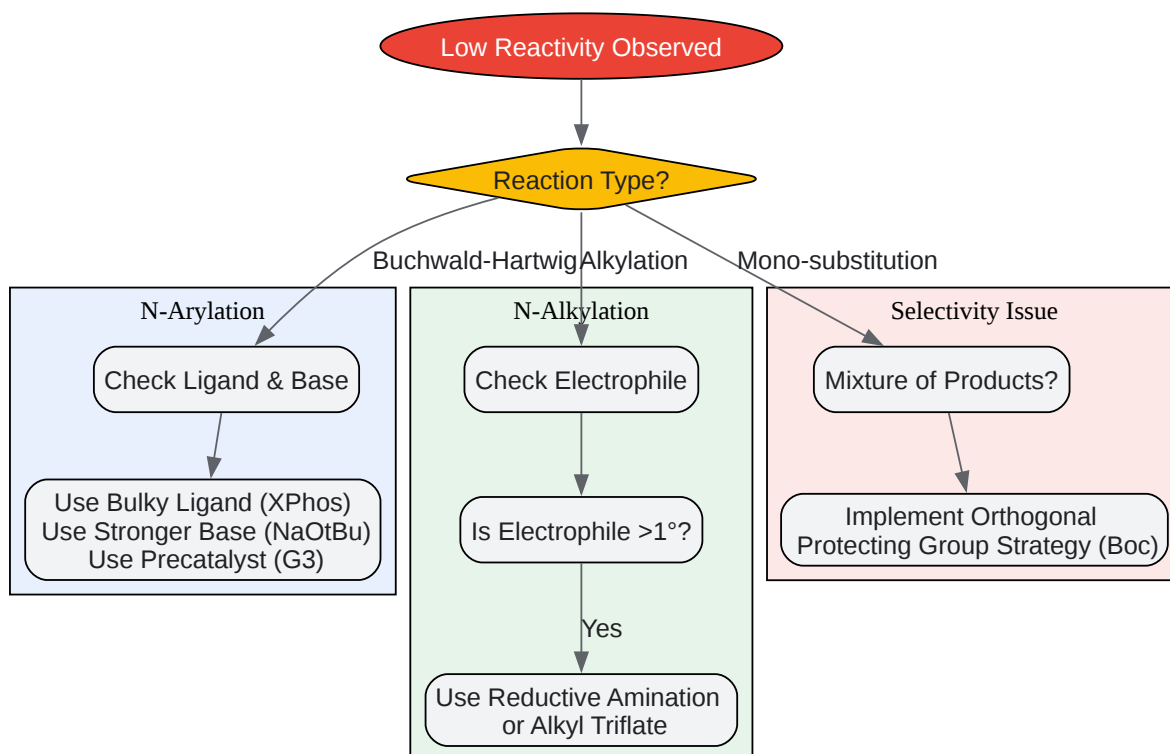 Low Reactivity Observed
Reaction Type?
Buchwald-Hartwig
Alkylation
Mono-substitution
N-Arylation
N-Alkylation
Selectivity Issue
Check Ligand & Base
Check Electrophile
Mixture of Products?
Use Bulky Ligand (XPhos)
Use Stronger Base (NaOtBu)
Use Precatalyst (G3)
Is Electrophile >1°?
Implement Orthogonal
Protecting Group Strategy (Boc)
Yes
Use Reductive Amination
or Alkyl Triflate